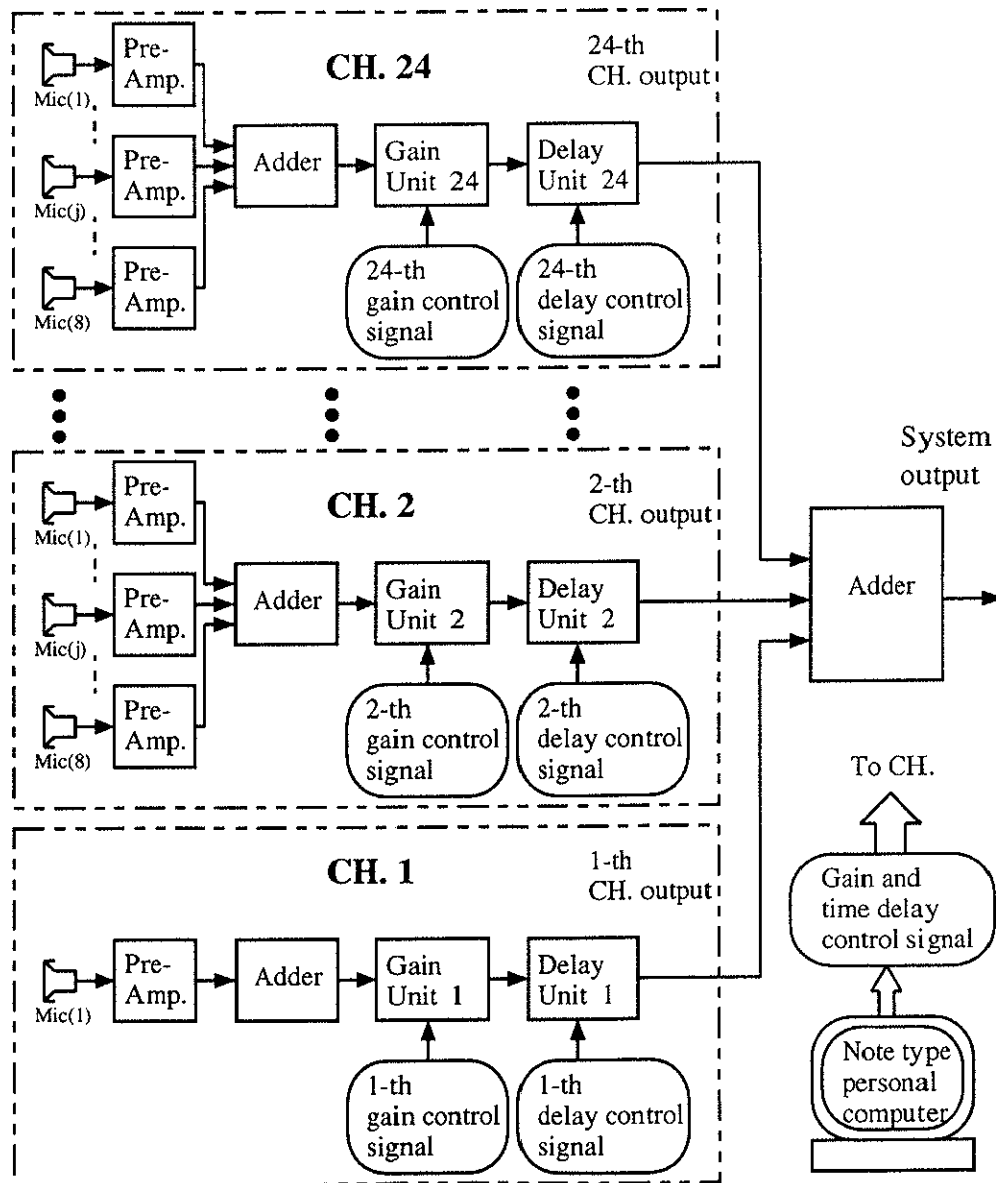 Pre-
Amp.
Mic(1)
CH. 24
24-th
CH. output
Pre-
Amp.
Mic(j)
Adder
Gain
Unit 24
Delay
Unit 24
Pre-
Amp.
Mic(8)
24-th
gain control
signal
24-th
delay control
signal
Pre-
Amp.
Mic(1)
CH. 2
2-th
CH. output
Pre-
Amp.
Mic(j)
Adder
Gain
Unit 2
Delay
Unit 2
Pre-
Amp.
Mic(8)
2-th
gain control
signal
2-th
delay control
signal
CH. 1
1-th
CH. output
Pre-
Amp.
Mic(1)
Adder
Gain
Unit 1
Delay
Unit 1
1-th
gain control
signal
1-th
delay control
signal
System
output
Adder
To CH.
Gain and
time delay
control signal
Note type
personal
computer